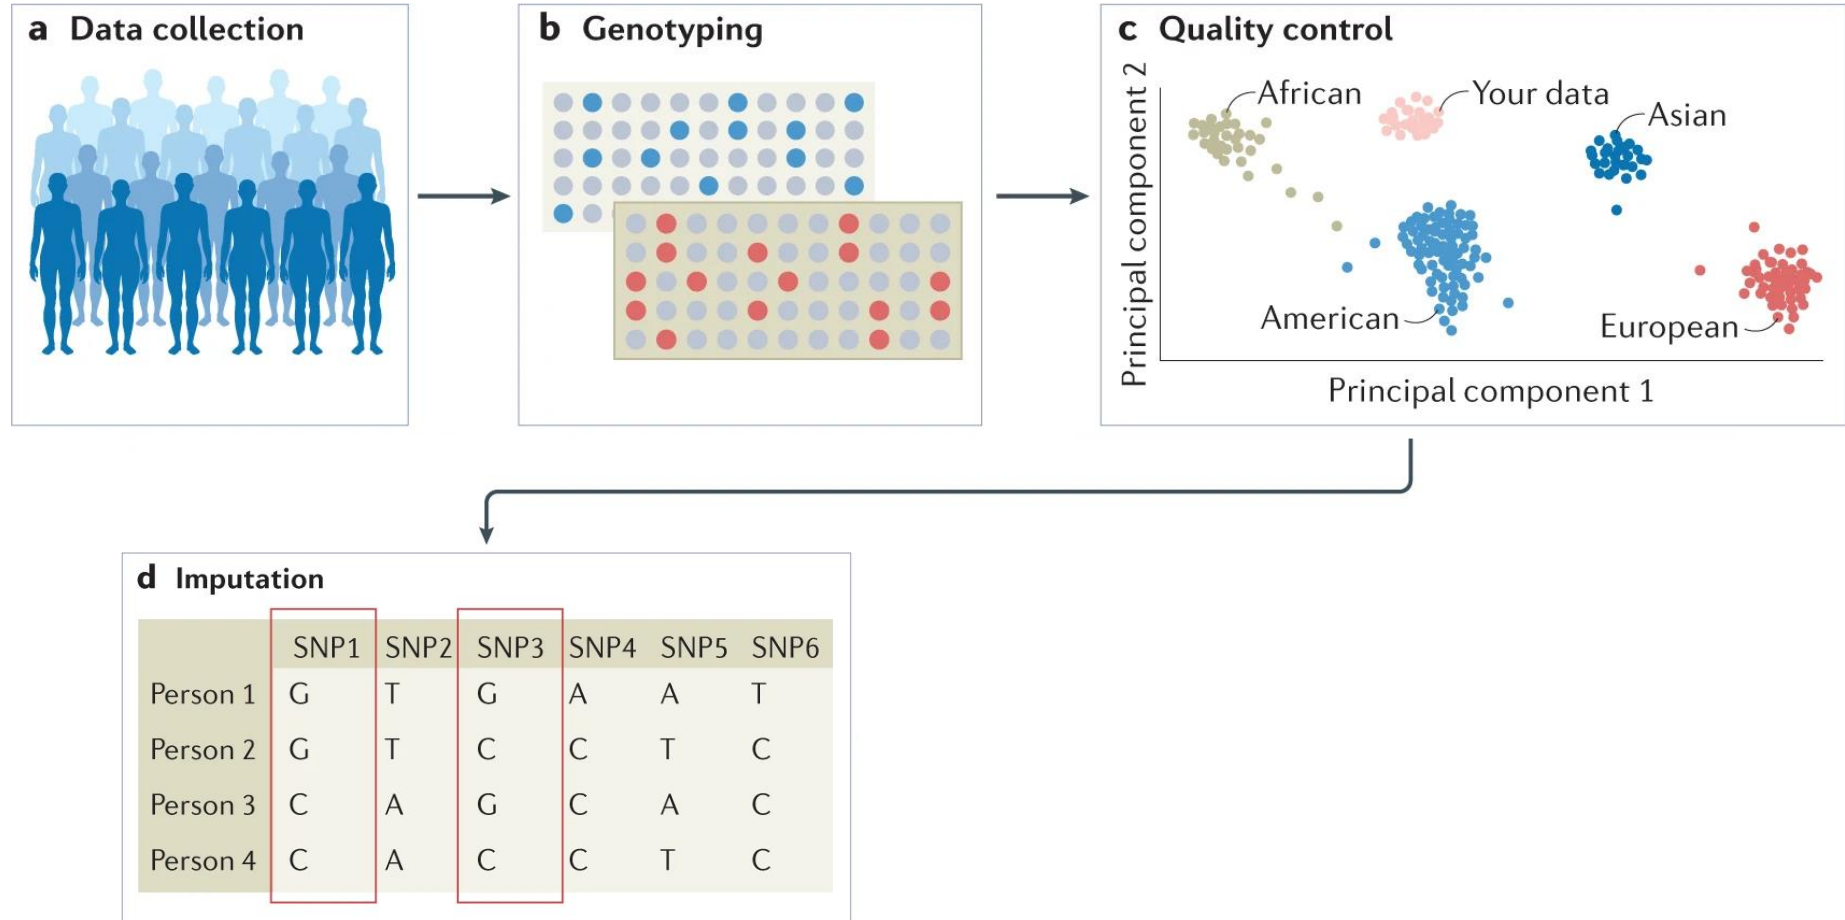 a Data collection
b Genotyping
c Quality control
Principal component 2
African
Your data
Asian
American
European
Principal component 1
d Imputation
SNP1 SNP2 SNP3 SNP4 SNP5 SNP6
Person 1 G T G A A T
Person 2 G T C C T C
Person 3 C A G C A C
Person 4 C A C C T C